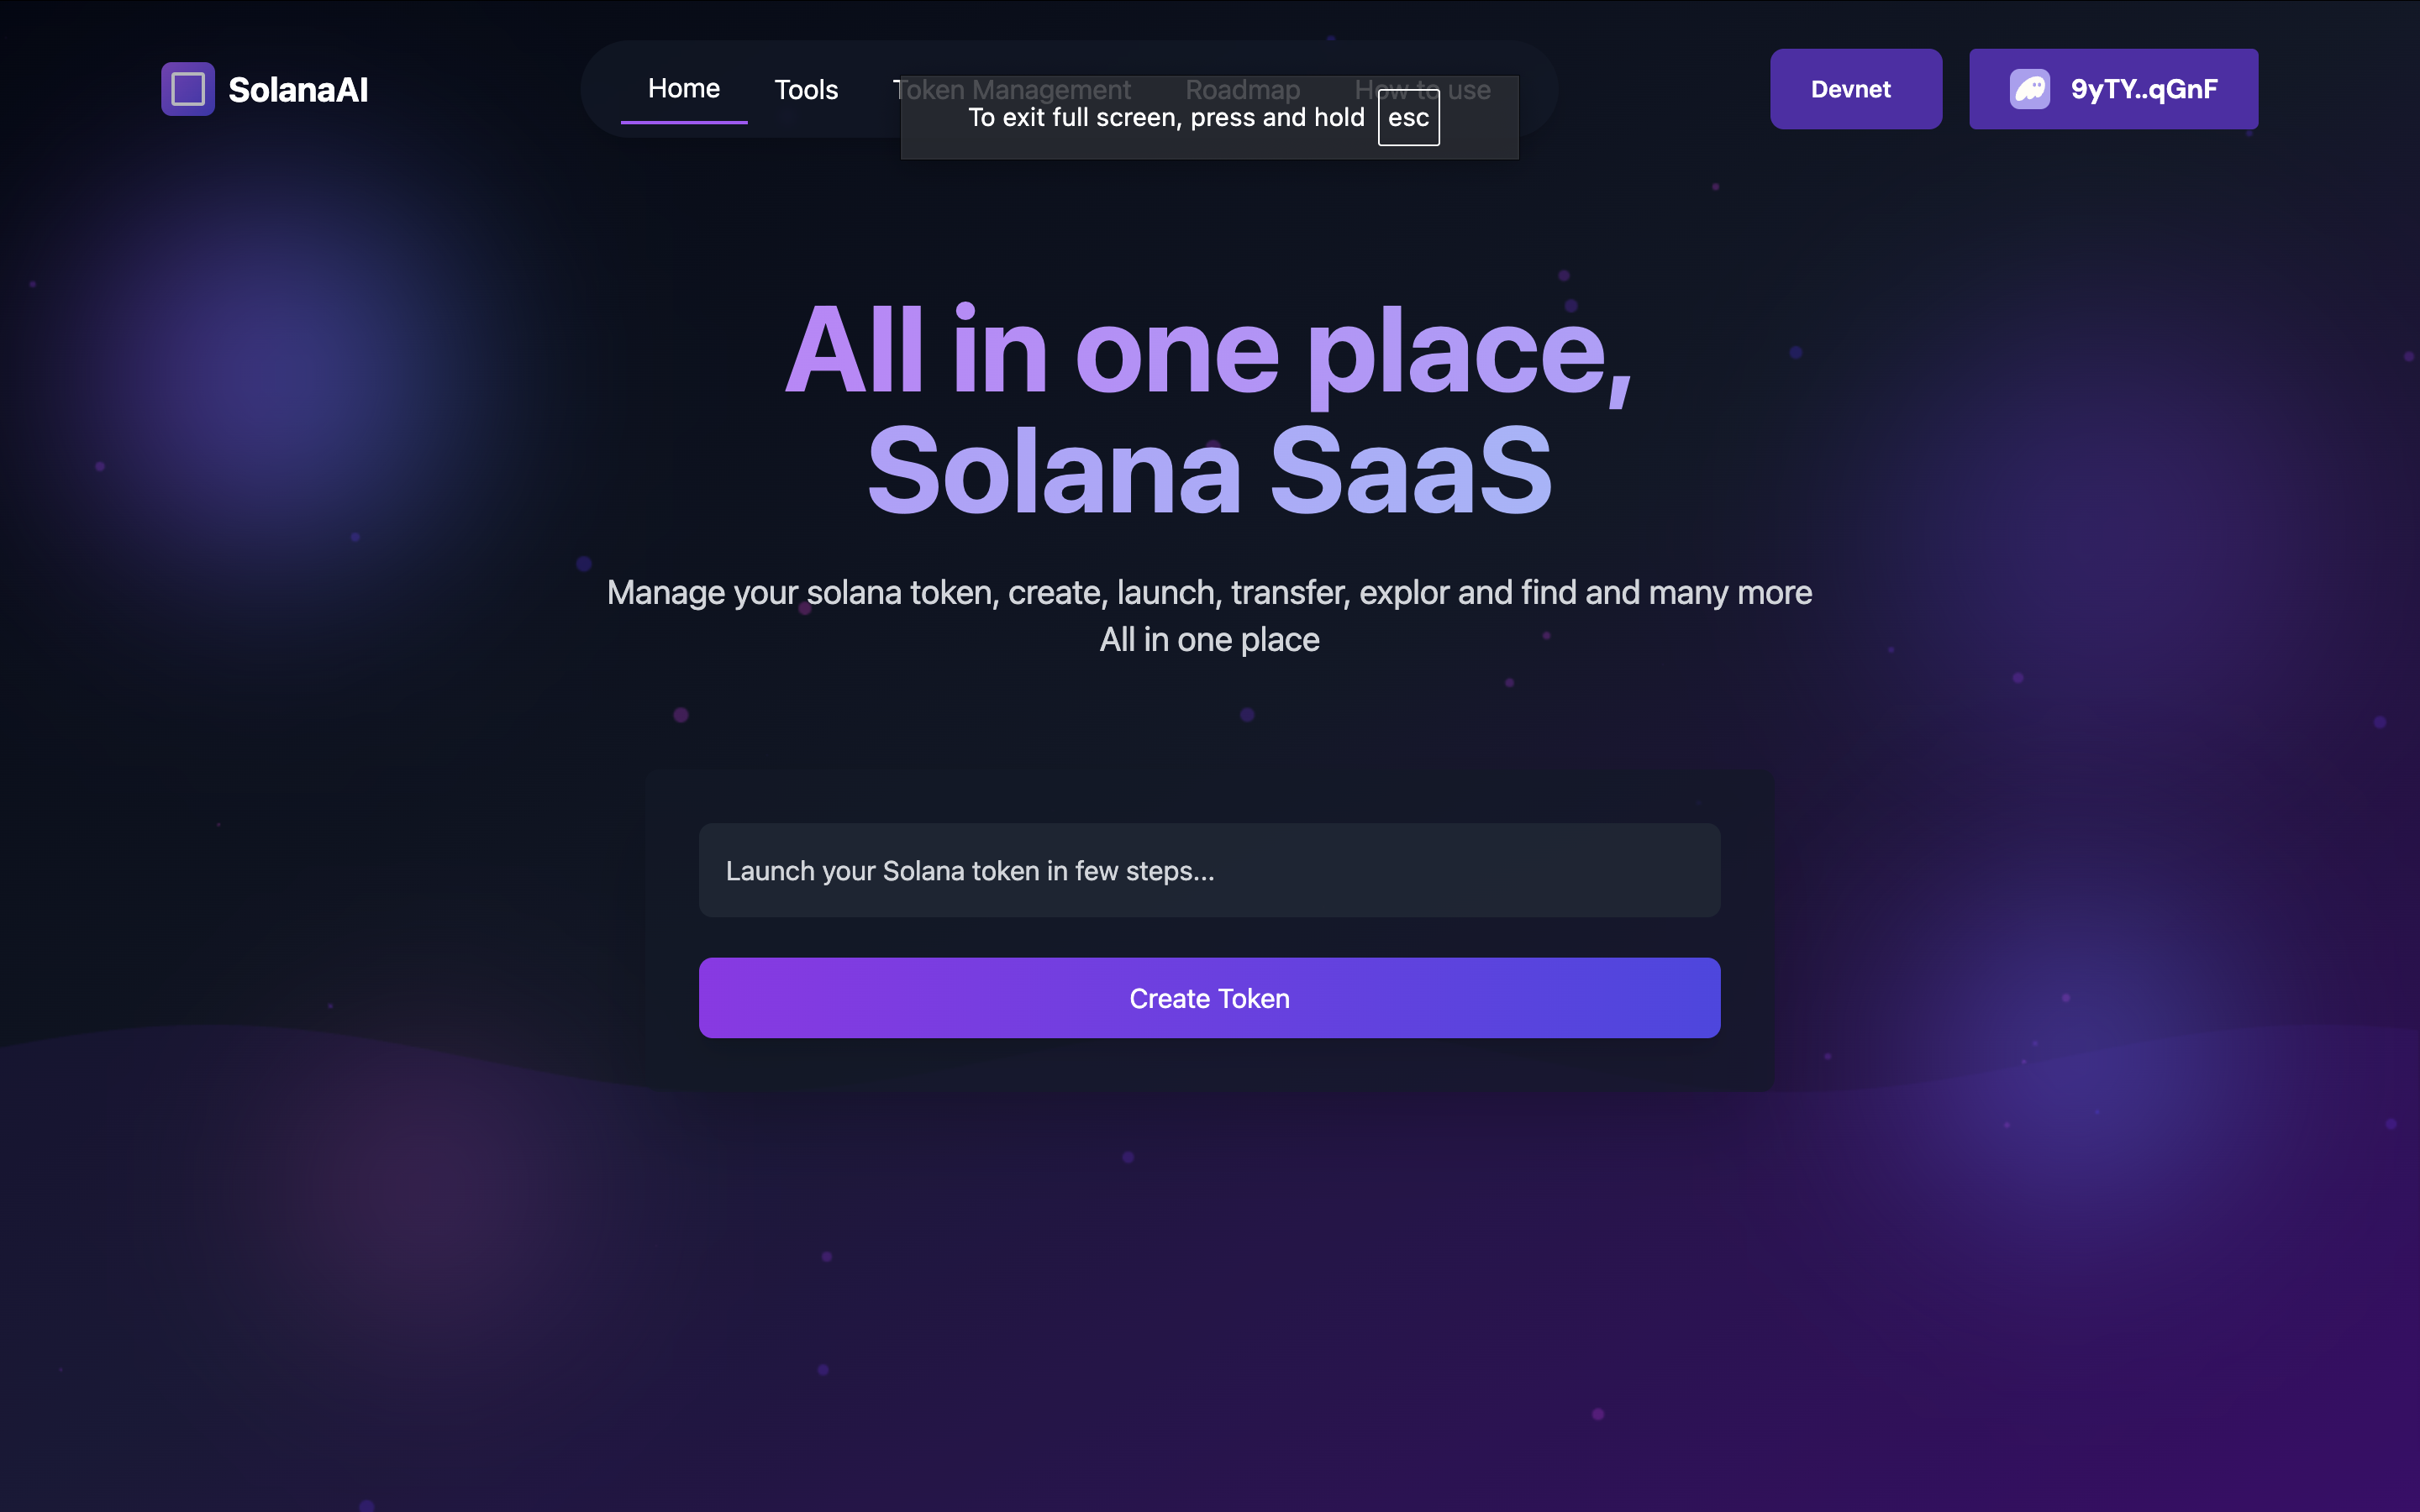 SolanaAI
Home Tools Token Management Roadmap How to use
Devnet
9yTY..qGnF
To exit full screen, press and hold esc
All in one place,
Solana SaaS
Manage your solana token, create, launch, transfer, explor and find and many more
All in one place
Launch your Solana token in few steps...
Create Token